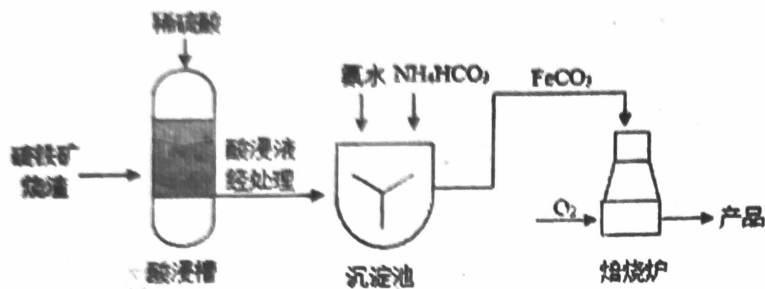 稀硫酸
氨水 NH₄HCO₃
FeCO₃
硫铁矿
烧渣
酸浸液
经处理
O₂
产品
酸浸槽
沉淀池
焙烧炉